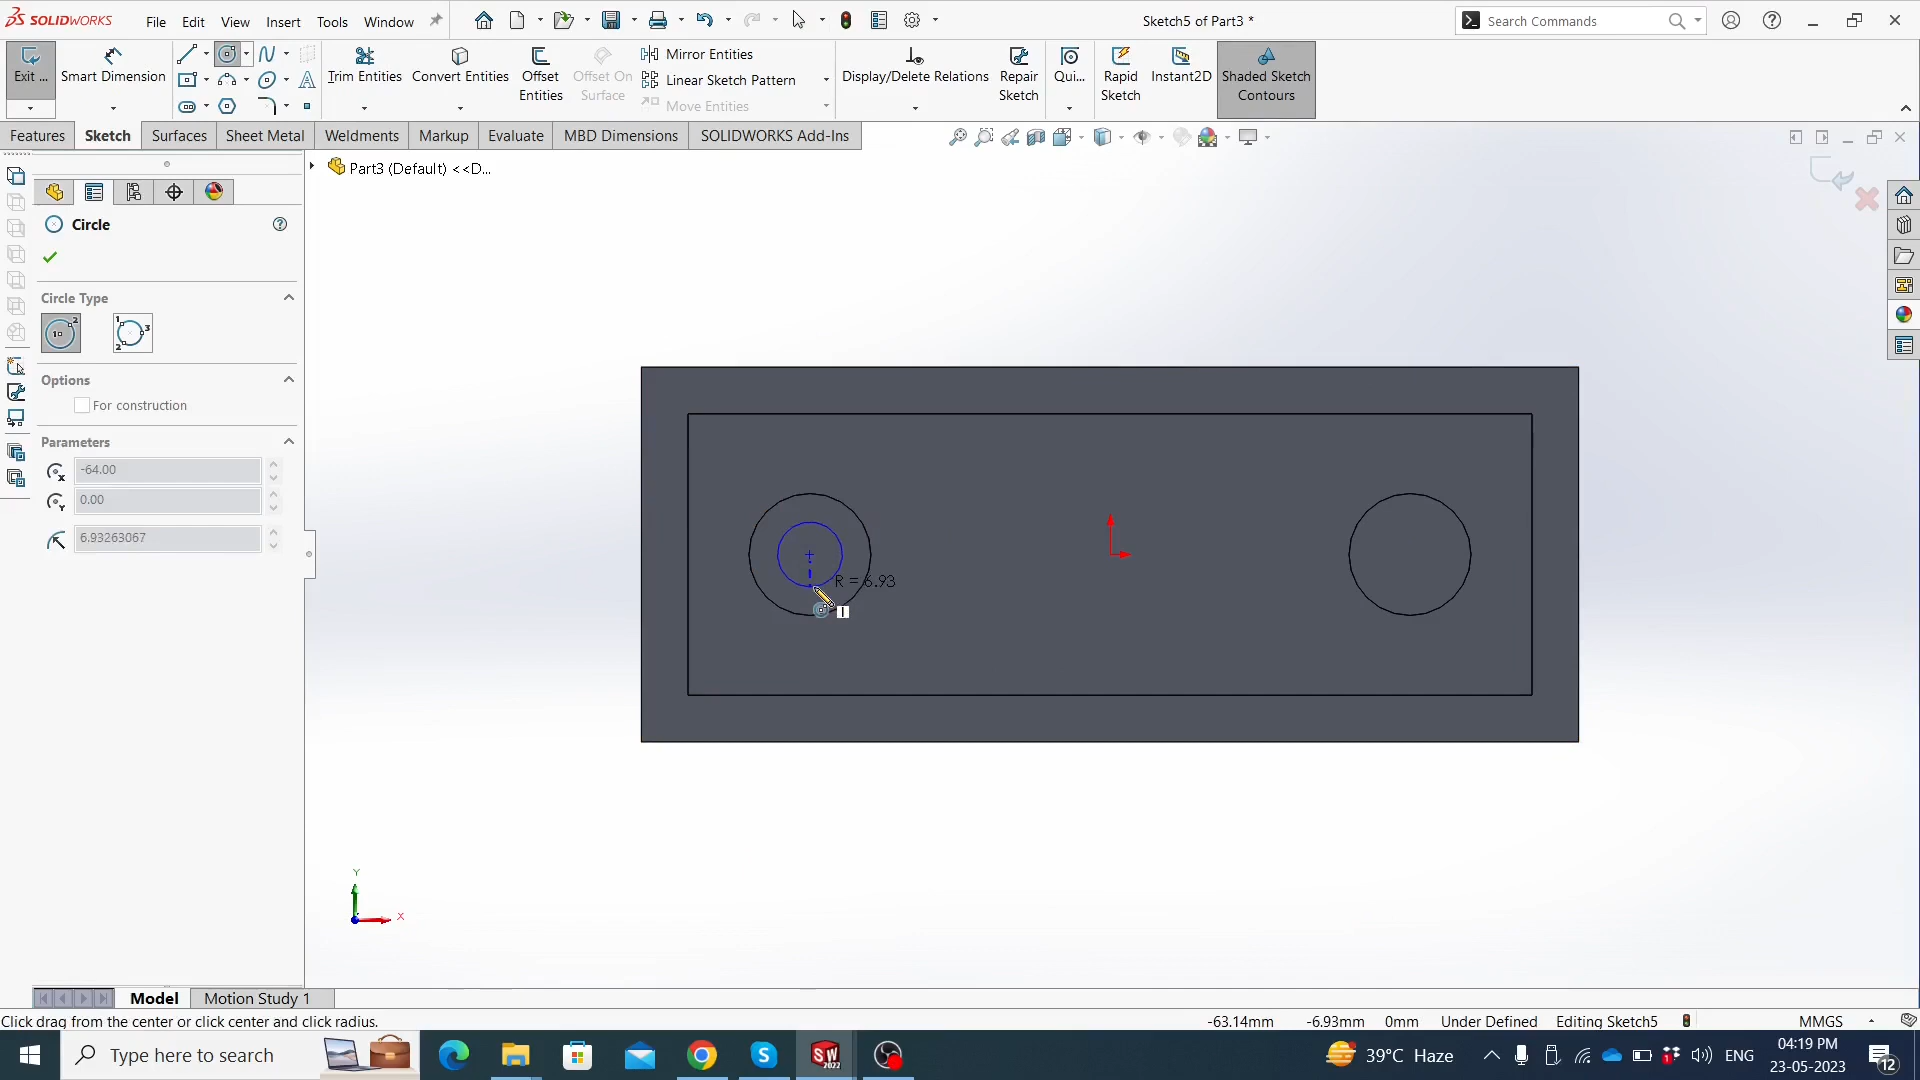 SOLIDWORKS File Edit View Insert Tools Window Sketch5 of Part3 * Search Commands
Exit ... Smart Dimension Trim Entities Convert Entities Offset Entities Offset On Surface Mirror Entities Linear Sketch Pattern Move Entities Display/Delete Relations Repair Sketch Qui... Rapid Sketch Instant2D Shaded Sketch Contours
Features Sketch Surfaces Sheet Metal Weldments Markup Evaluate MBD Dimensions SOLIDWORKS Add-Ins
Part3 (Default) <<D...
Circle
Circle Type
Options
For construction
Parameters
-64.00
0.00
6.93263067
R = 6.93
Y
X
Model Motion Study 1
Click drag from the center or click center and click radius. -63.14mm -6.93mm 0mm Under Defined Editing Sketch5 MMGS
Type here to search 39°C Haze ENG 04:19 PM
23-05-2023 12